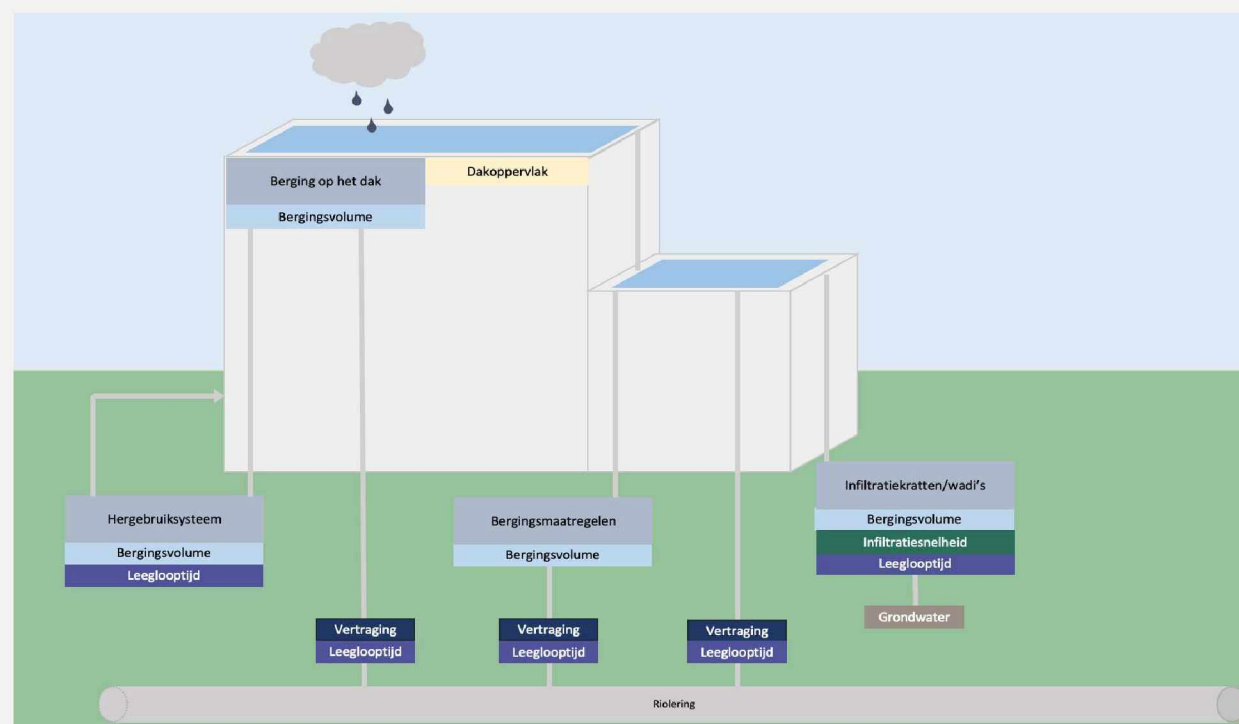 Dakoppervlak
Berging op het dak
Bergingsvolume
Hergebruiksysteem
Bergingsvolume
Leeglooptijd
Bergingsmaatregelen
Bergingsvolume
Infiltratiekratten/wadi's
Bergingsvolume
Infiltratiesnelheid
Leeglooptijd
Grondwater
Vertraging
Leeglooptijd
Vertraging
Leeglooptijd
Vertraging
Leeglooptijd
Riolering